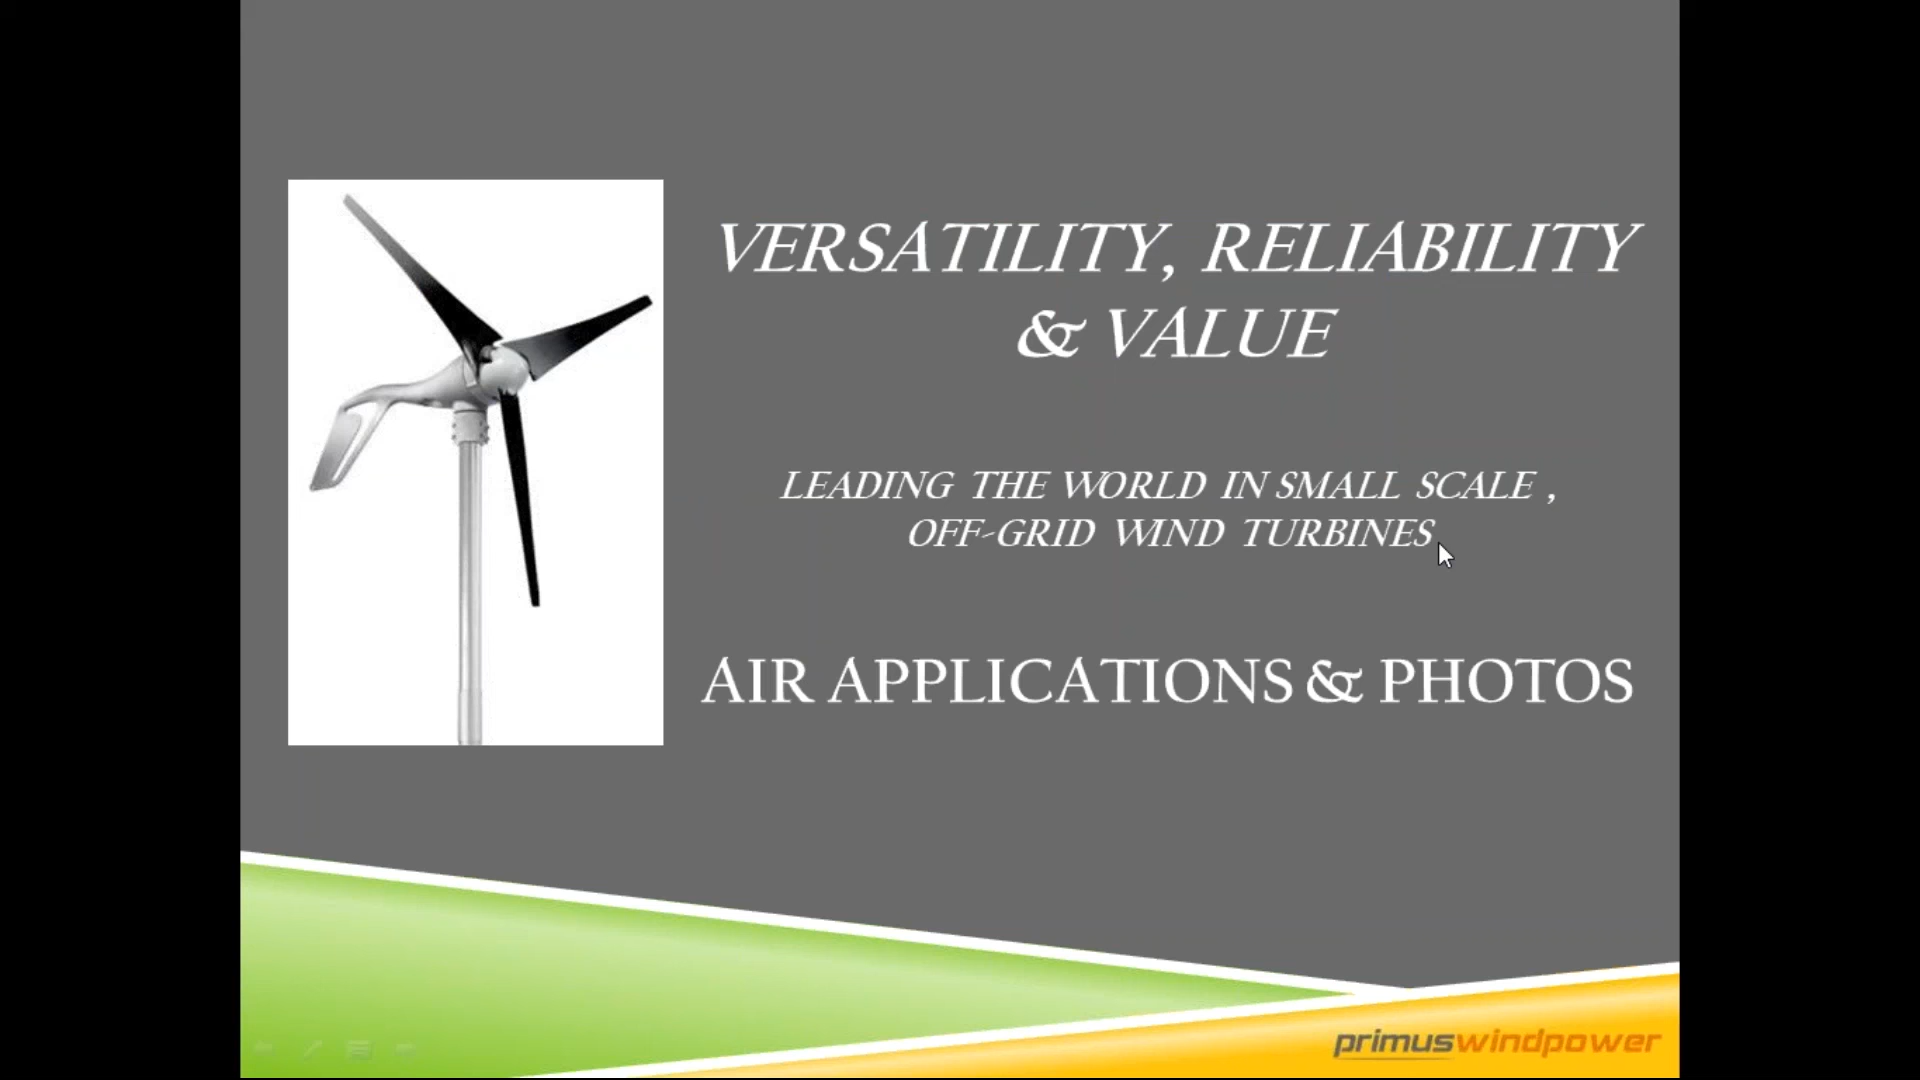 VERSATILITY, RELIABILITY
& VALUE
LEADING THE WORLD IN SMALL SCALE ,
OFF-GRID WIND TURBINES
AIR APPLICATIONS & PHOTOS
primuswindpower